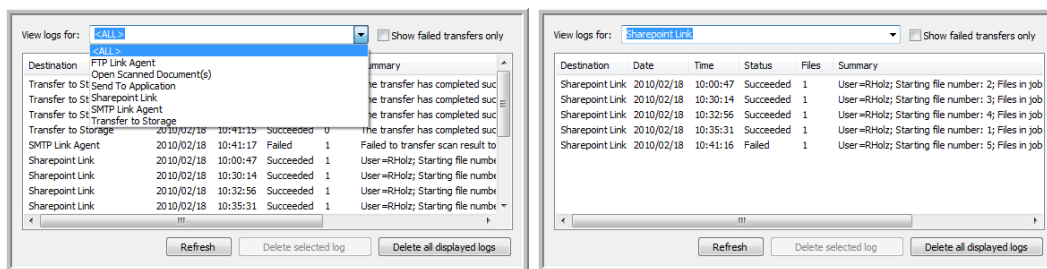 View logs for: <ALL> Show failed transfers only
<ALL>
FTP Link Agent
Open Scanned Document(s)
Send To Application
Sharepoint Link
SMTP Link Agent
Transfer to Storage
Destination ummary
Transfer to St he transfer has completed suc
Transfer to St he transfer has completed suc
Transfer to St he transfer has completed suc
Transfer to Storage 2010/02/18 10:41:15 Succeeded 0 The transfer has completed suc
SMTP Link Agent 2010/02/18 10:41:17 Failed 1 Failed to transfer scan result to
Sharepoint Link 2010/02/18 10:00:47 Succeeded 1 User=RHolz; Starting file numbe
Sharepoint Link 2010/02/18 10:30:14 Succeeded 1 User=RHolz; Starting file numbe
Sharepoint Link 2010/02/18 10:32:56 Succeeded 1 User=RHolz; Starting file numbe
Sharepoint Link 2010/02/18 10:35:31 Succeeded 1 User=RHolz; Starting file numbe
Refresh Delete selected log Delete all displayed logs
View logs for: Sharepoint Link Show failed transfers only
Destination Date Time Status Files Summary
Sharepoint Link 2010/02/18 10:00:47 Succeeded 1 User=RHolz; Starting file number: 2; Files in job
Sharepoint Link 2010/02/18 10:30:14 Succeeded 1 User=RHolz; Starting file number: 3; Files in job
Sharepoint Link 2010/02/18 10:32:56 Succeeded 1 User=RHolz; Starting file number: 4; Files in job
Sharepoint Link 2010/02/18 10:35:31 Succeeded 1 User=RHolz; Starting file number: 1; Files in job
Sharepoint Link 2010/02/18 10:41:16 Failed 1 User=RHolz; Starting file number: 5; Files in job
Refresh Delete selected log Delete all displayed logs